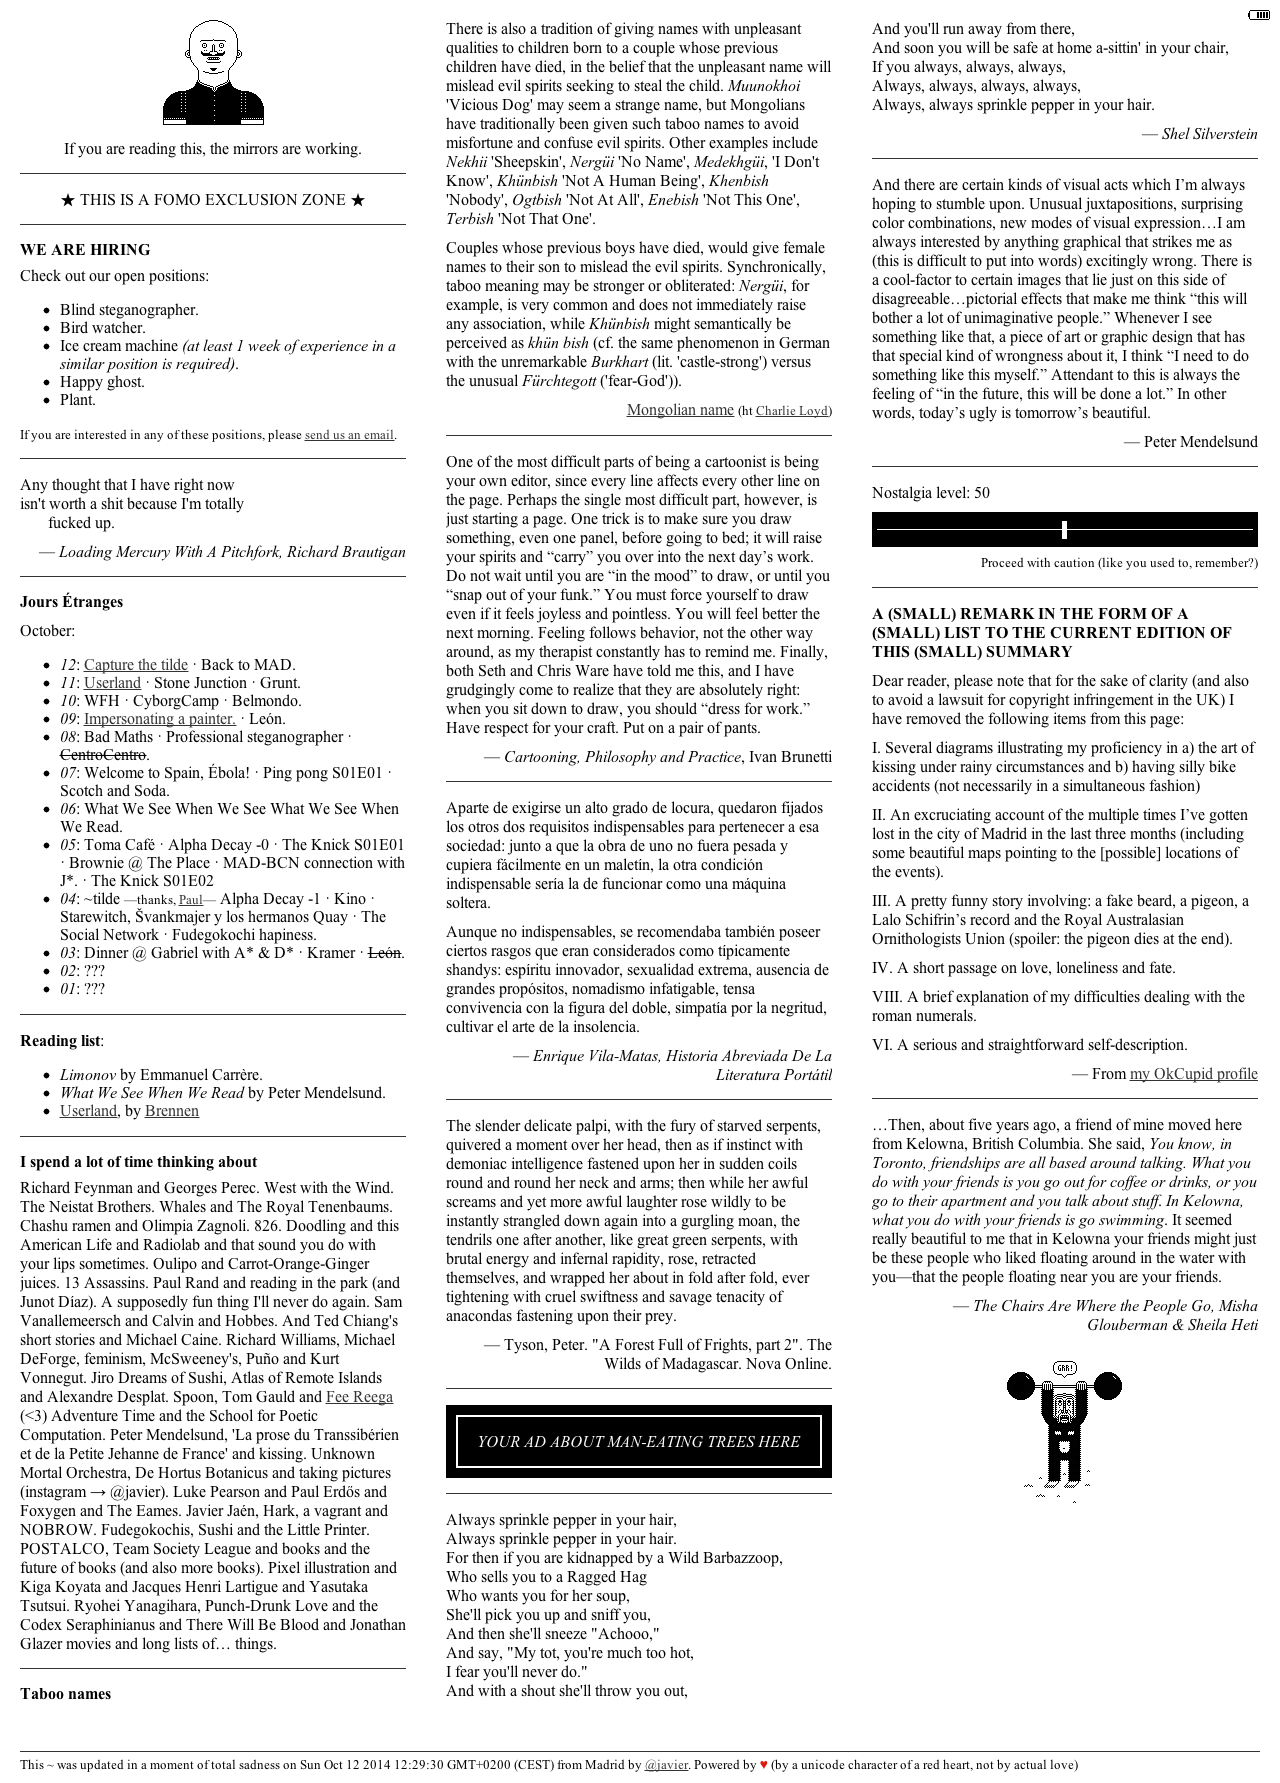 If you are reading this, the mirrors are working.
★ THIS IS A FOMO EXCLUSION ZONE ★
WE ARE HIRING
Check out our open positions:
• Blind steganographer.
• Bird watcher.
• Ice cream machine (at least 1 week of experience in a
similar position is required).
• Happy ghost.
• Plant.
If you are interested in any of these positions, please send us an email.
Any thought that I have right now
isn't worth a shit because I'm totally
fucked up.
— Loading Mercury With A Pitchfork, Richard Brautigan
Jours Étranges
October:
• 12: Capture the tilde · Back to MAD.
• 11: Userland · Stone Junction · Grunt.
• 10: WFH · CyborgCamp · Belmondo.
• 09: Impersonating a painter. · León.
• 08: Bad Maths · Professional steganographer ·
CentroCentro.
• 07: Welcome to Spain, Ébola! · Ping pong S01E01 ·
Scotch and Soda.
• 06: What We See When We See What We See When
We Read.
• 05: Toma Café · Alpha Decay -0 · The Knick S01E01
· Brownie @ The Place · MAD-BCN connection with
J*. · The Knick S01E02
• 04: ~tilde —thanks, Paul— Alpha Decay -1 · Kino ·
Starewitch, Švankmajer y los hermanos Quay · The
Social Network · Fudegokochi hapiness.
• 03: Dinner @ Gabriel with A* & D* · Kramer · León.
• 02: ???
• 01: ???
Reading list:
• Limonov by Emmanuel Carrère.
• What We See When We Read by Peter Mendelsund.
• Userland, by Brennen
I spend a lot of time thinking about
Richard Feynman and Georges Perec. West with the Wind.
The Neistat Brothers. Whales and The Royal Tenenbaums.
Chashu ramen and Olimpia Zagnoli. 826. Doodling and this
American Life and Radiolab and that sound you do with
your lips sometimes. Oulipo and Carrot-Orange-Ginger
juices. 13 Assassins. Paul Rand and reading in the park (and
Junot Díaz). A supposedly fun thing I'll never do again. Sam
Vanallemeersch and Calvin and Hobbes. And Ted Chiang's
short stories and Michael Caine. Richard Williams, Michael
DeForge, feminism, McSweeney's, Puño and Kurt
Vonnegut. Jiro Dreams of Sushi, Atlas of Remote Islands
and Alexandre Desplat. Spoon, Tom Gauld and Fee Reega
(<3) Adventure Time and the School for Poetic
Computation. Peter Mendelsund, 'La prose du Transsibérien
et de la Petite Jehanne de France' and kissing. Unknown
Mortal Orchestra, De Hortus Botanicus and taking pictures
(instagram → @javier). Luke Pearson and Paul Erdös and
Foxygen and The Eames. Javier Jaén, Hark, a vagrant and
NOBROW. Fudegokochis, Sushi and the Little Printer.
POSTALCO, Team Society League and books and the
future of books (and also more books). Pixel illustration and
Kiga Koyata and Jacques Henri Lartigue and Yasutaka
Tsutsui. Ryohei Yanagihara, Punch-Drunk Love and the
Codex Seraphinianus and There Will Be Blood and Jonathan
Glazer movies and long lists of… things.
Taboo names
There is also a tradition of giving names with unpleasant
qualities to children born to a couple whose previous
children have died, in the belief that the unpleasant name will
mislead evil spirits seeking to steal the child. Muunokhoi
'Vicious Dog' may seem a strange name, but Mongolians
have traditionally been given such taboo names to avoid
misfortune and confuse evil spirits. Other examples include
Nekhii 'Sheepskin', Nergüi 'No Name', Medekhgüi, 'I Don't
Know', Khünbish 'Not A Human Being', Khenbish
'Nobody', Ogtbish 'Not At All', Enebish 'Not This One',
Terbish 'Not That One'.
Couples whose previous boys have died, would give female
names to their son to mislead the evil spirits. Synchronically,
taboo meaning may be stronger or obliterated: Nergüi, for
example, is very common and does not immediately raise
any association, while Khünbish might semantically be
perceived as khün bish (cf. the same phenomenon in German
with the unremarkable Burkhart (lit. 'castle-strong') versus
the unusual Fürchtegott ('fear-God')).
Mongolian name (ht Charlie Loyd)
One of the most difficult parts of being a cartoonist is being
your own editor, since every line affects every other line on
the page. Perhaps the single most difficult part, however, is
just starting a page. One trick is to make sure you draw
something, even one panel, before going to bed; it will raise
your spirits and “carry” you over into the next day’s work.
Do not wait until you are “in the mood” to draw, or until you
“snap out of your funk.” You must force yourself to draw
even if it feels joyless and pointless. You will feel better the
next morning. Feeling follows behavior, not the other way
around, as my therapist constantly has to remind me. Finally,
both Seth and Chris Ware have told me this, and I have
grudgingly come to realize that they are absolutely right:
when you sit down to draw, you should “dress for work.”
Have respect for your craft. Put on a pair of pants.
— Cartooning, Philosophy and Practice, Ivan Brunetti
Aparte de exigirse un alto grado de locura, quedaron fijados
los otros dos requisitos indispensables para pertenecer a esa
sociedad: junto a que la obra de uno no fuera pesada y
cupiera fácilmente en un maletín, la otra condición
indispensable sería la de funcionar como una máquina
soltera.
Aunque no indispensables, se recomendaba también poseer
ciertos rasgos que eran considerados como típicamente
shandys: espíritu innovador, sexualidad extrema, ausencia de
grandes propósitos, nomadismo infatigable, tensa
convivencia con la figura del doble, simpatía por la negritud,
cultivar el arte de la insolencia.
— Enrique Vila-Matas, Historia Abreviada De La
Literatura Portátil
The slender delicate palpi, with the fury of starved serpents,
quivered a moment over her head, then as if instinct with
demoniac intelligence fastened upon her in sudden coils
round and round her neck and arms; then while her awful
screams and yet more awful laughter rose wildly to be
instantly strangled down again into a gurgling moan, the
tendrils one after another, like great green serpents, with
brutal energy and infernal rapidity, rose, retracted
themselves, and wrapped her about in fold after fold, ever
tightening with cruel swiftness and savage tenacity of
anacondas fastening upon their prey.
— Tyson, Peter. "A Forest Full of Frights, part 2". The
Wilds of Madagascar. Nova Online.
YOUR AD ABOUT MAN-EATING TREES HERE
Always sprinkle pepper in your hair,
Always sprinkle pepper in your hair.
For then if you are kidnapped by a Wild Barbazzoop,
Who sells you to a Ragged Hag
Who wants you for her soup,
She'll pick you up and sniff you,
And then she'll sneeze "Achooo,"
And say, "My tot, you're much too hot,
I fear you'll never do."
And with a shout she'll throw you out,
And you'll run away from there,
And soon you will be safe at home a-sittin' in your chair,
If you always, always, always,
Always, always, always, always,
Always, always sprinkle pepper in your hair.
— Shel Silverstein
And there are certain kinds of visual acts which I’m always
hoping to stumble upon. Unusual juxtapositions, surprising
color combinations, new modes of visual expression…I am
always interested by anything graphical that strikes me as
(this is difficult to put into words) excitingly wrong. There is
a cool-factor to certain images that lie just on this side of
disagreeable…pictorial effects that make me think “this will
bother a lot of unimaginative people.” Whenever I see
something like that, a piece of art or graphic design that has
that special kind of wrongness about it, I think “I need to do
something like this myself.” Attendant to this is always the
feeling of “in the future, this will be done a lot.” In other
words, today’s ugly is tomorrow’s beautiful.
— Peter Mendelsund
Nostalgia level: 50
Proceed with caution (like you used to, remember?)
A (SMALL) REMARK IN THE FORM OF A
(SMALL) LIST TO THE CURRENT EDITION OF
THIS (SMALL) SUMMARY
Dear reader, please note that for the sake of clarity (and also
to avoid a lawsuit for copyright infringement in the UK) I
have removed the following items from this page:
I. Several diagrams illustrating my proficiency in a) the art of
kissing under rainy circumstances and b) having silly bike
accidents (not necessarily in a simultaneous fashion)
II. An excruciating account of the multiple times I’ve gotten
lost in the city of Madrid in the last three months (including
some beautiful maps pointing to the [possible] locations of
the events).
III. A pretty funny story involving: a fake beard, a pigeon, a
Lalo Schifrin’s record and the Royal Australasian
Ornithologists Union (spoiler: the pigeon dies at the end).
IV. A short passage on love, loneliness and fate.
VIII. A brief explanation of my difficulties dealing with the
roman numerals.
VI. A serious and straightforward self-description.
— From my OkCupid profile
…Then, about five years ago, a friend of mine moved here
from Kelowna, British Columbia. She said, You know, in
Toronto, friendships are all based around talking. What you
do with your friends is you go out for coffee or drinks, or you
go to their apartment and you talk about stuff. In Kelowna,
what you do with your friends is go swimming. It seemed
really beautiful to me that in Kelowna your friends might just
be these people who liked floating around in the water with
you—that the people floating near you are your friends.
— The Chairs Are Where the People Go, Misha
Glouberman & Sheila Heti
GRR!
This ~ was updated in a moment of total sadness on Sun Oct 12 2014 12:29:30 GMT+0200 (CEST) from Madrid by @javier. Powered by ♥ (by a unicode character of a red heart, not by actual love)